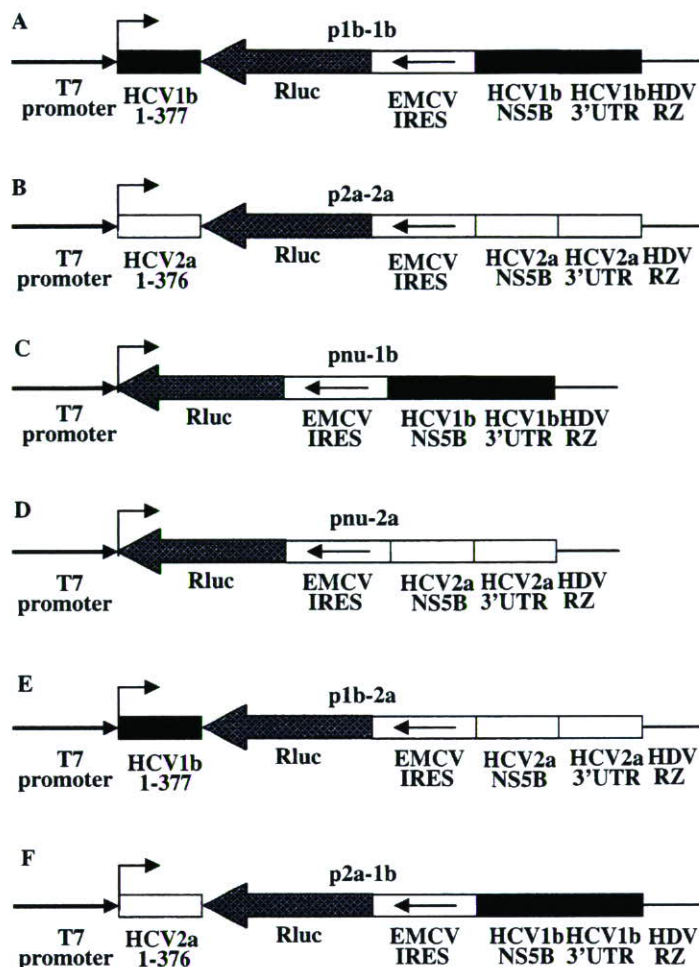 A
p1b-1b
T7 promoter
HCV1b 1-377
Rluc
EMCV IRES
HCV1b NS5B
HCV1b 3’UTR
HDV RZ
B
p2a-2a
T7 promoter
HCV2a 1-376
Rluc
EMCV IRES
HCV2a NS5B
HCV2a 3’UTR
HDV RZ
C
pnu-1b
T7 promoter
Rluc
EMCV IRES
HCV1b NS5B
HCV1b 3’UTR
HDV RZ
D
pnu-2a
T7 promoter
Rluc
EMCV IRES
HCV2a NS5B
HCV2a 3’UTR
HDV RZ
E
p1b-2a
T7 promoter
HCV1b 1-377
Rluc
EMCV IRES
HCV2a NS5B
HCV2a 3’UTR
HDV RZ
F
p2a-1b
T7 promoter
HCV2a 1-376
Rluc
EMCV IRES
HCV1b NS5B
HCV1b 3’UTR
HDV RZ